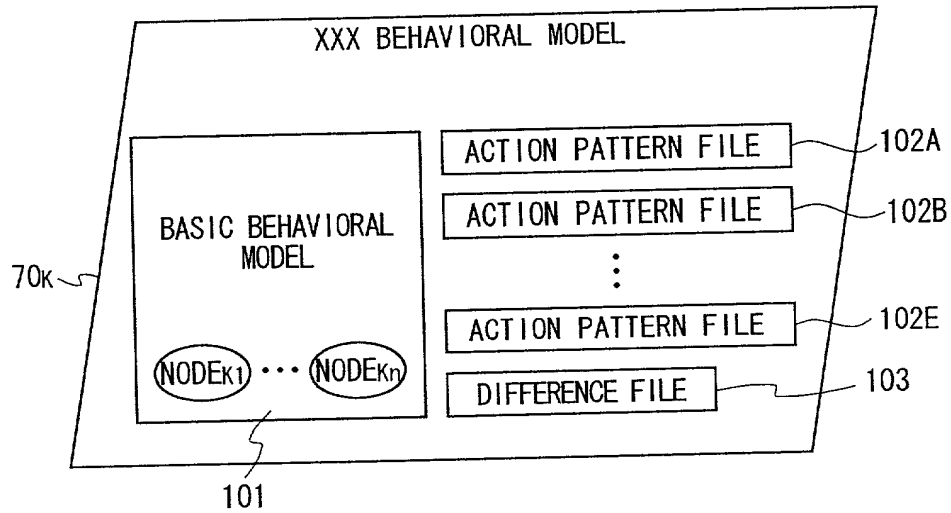 XXX BEHAVIORAL MODEL
ACTION PATTERN FILE
102A
ACTION PATTERN FILE
102B
BASIC BEHAVIORAL
MODEL
70K
ACTION PATTERN FILE
102E
NODEK1 ••• NODEKn
DIFFERENCE FILE
103
101